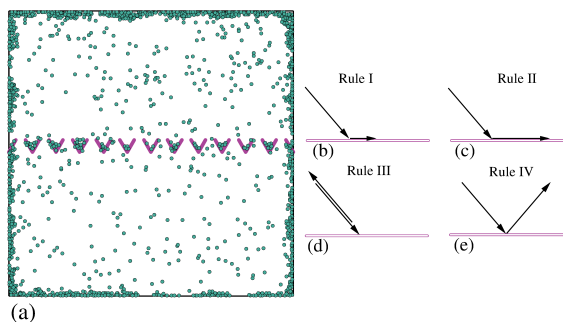 Rule I
Rule II
(b)
(c)
Rule III
Rule IV
(d)
(e)
(a)